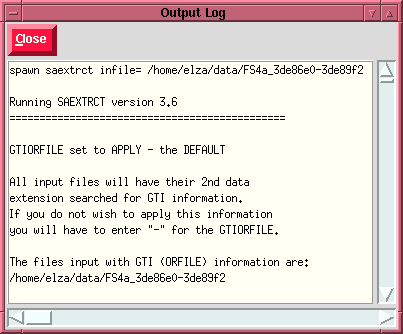 Output Log
Close
spawn saextrct infile= /home/elza/data/FS4a_3de86e0-3de89f2
Running SAEXTRCT version 3.6
==============================================
GTIORFILE set to APPLY - the DEFAULT
All input files will have their 2nd data
extension searched for GTI information.
If you do not wish to apply this information
you will have to enter "-" for the GTIORFILE.
The files input with GTI (ORFILE) information are:
/home/elza/data/FS4a_3de86e0-3de89f2